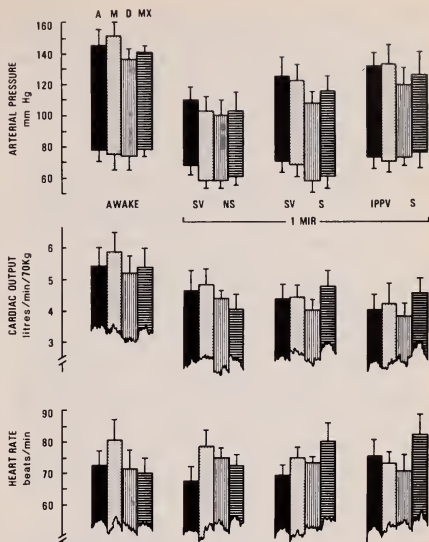 A M D MX
ARTERIAL PRESSURE
mm Hg
160
140
120
100
80
60
AWAKE
SV NS
SV S
IPPV S
1 MIR
CARDIAC OUTPUT
litres/min/70Kg
6
5
4
3
HEART RATE
beats/min
90
80
70
60